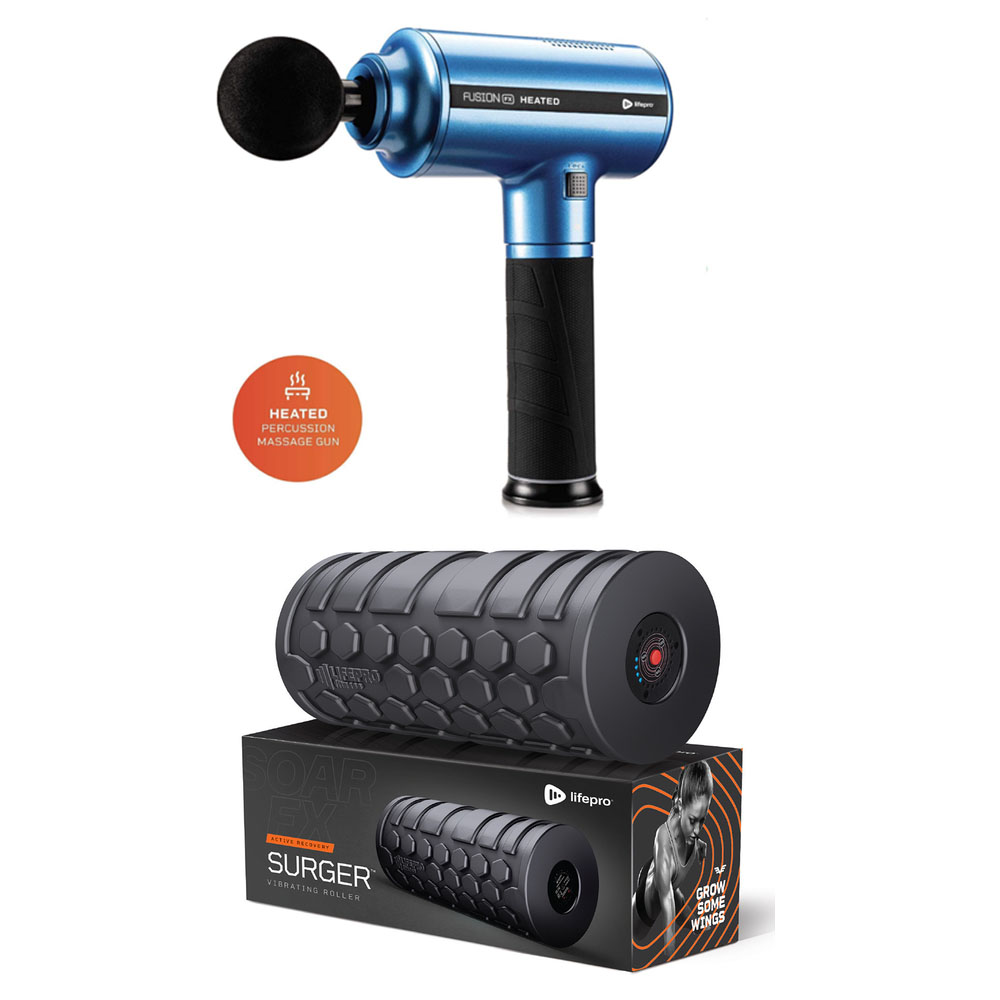 FUSION FX HEATED
lifepro
HEATED
PERCUSSION
MASSAGE GUN
LIFEPRO
FITNESS
SOAR
FX
ACTIVE RECOVERY
SURGER™
VIBRATING ROLLER
lifepro
GROW
SOME
WINGS